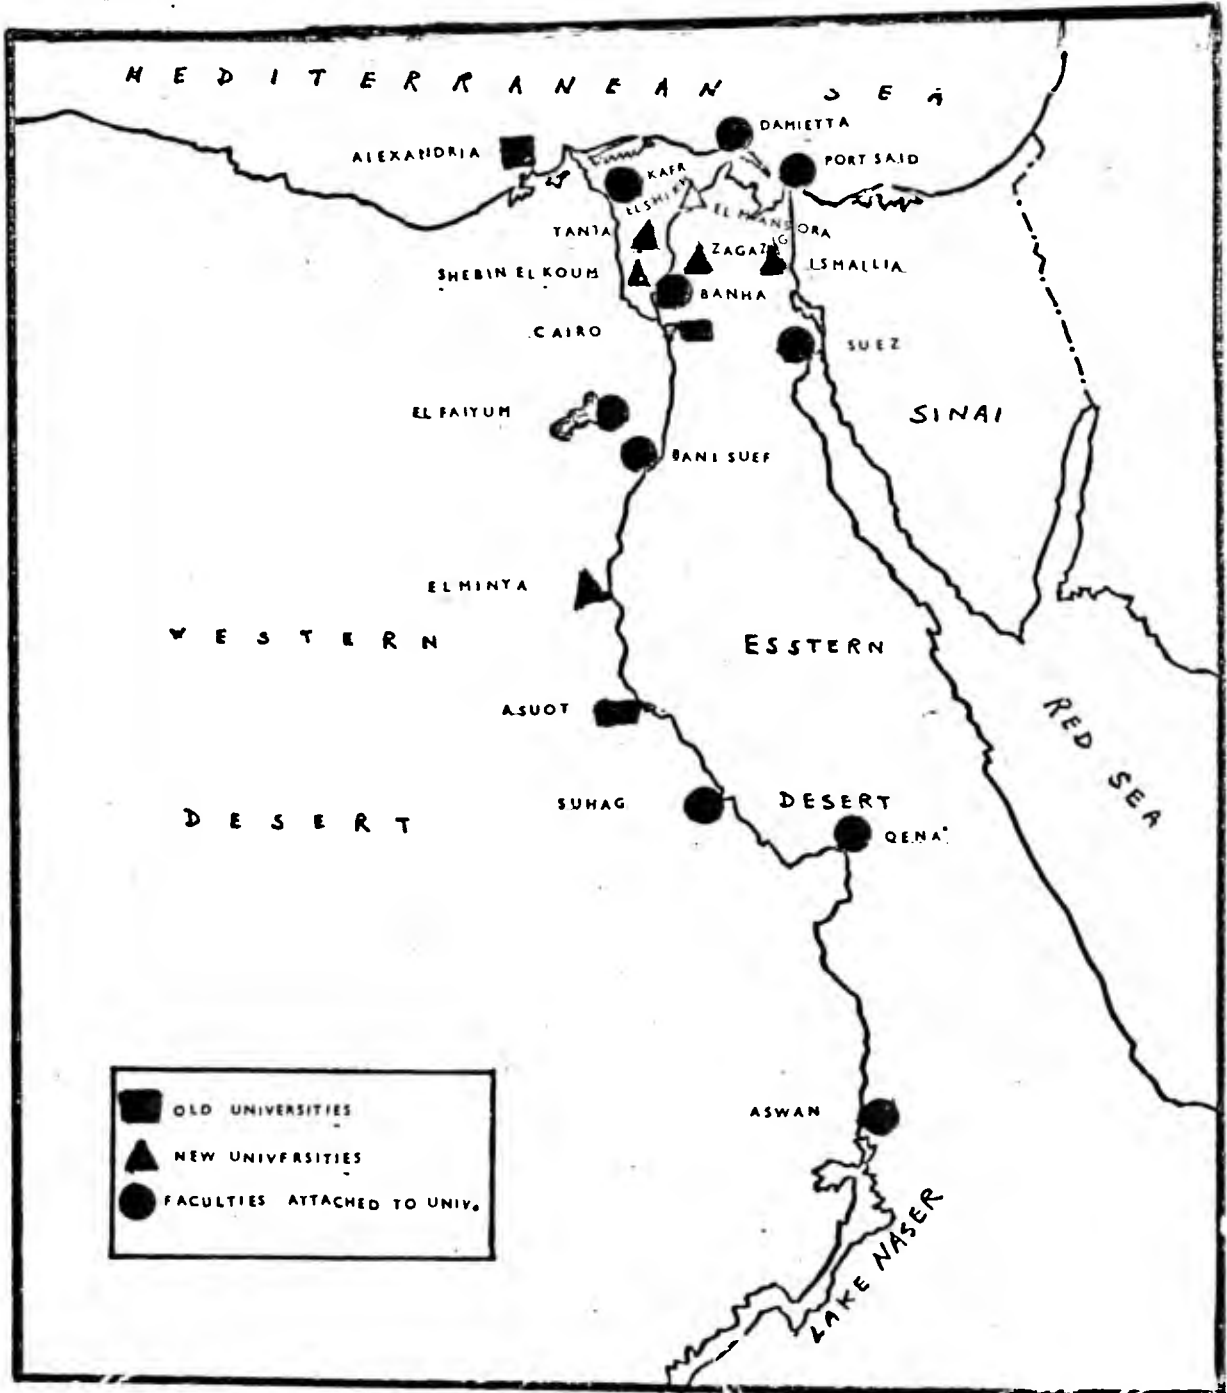 MEDITERRANEAN SEA
DAMIETTA
ALEXANDRIA
PORT SAID
KAFR
ELSHIKH
EL MANSORA
TANTA
ZAGAZIG
SHEBIN EL KOUM
ISMALLIA
BANHA
CAIRO
SUEZ
EL FAIYUM
SINAI
BANI SUEF
EL MINYA
WESTERN
ESSTERN
ASUOT
RED SEA
SUHAG
DESERT
DESERT
QENA
OLD UNIVERSITIES
ASWAN
NEW UNIVERSITIES
FACULTIES ATTACHED TO UNIV.
LAKE NASER